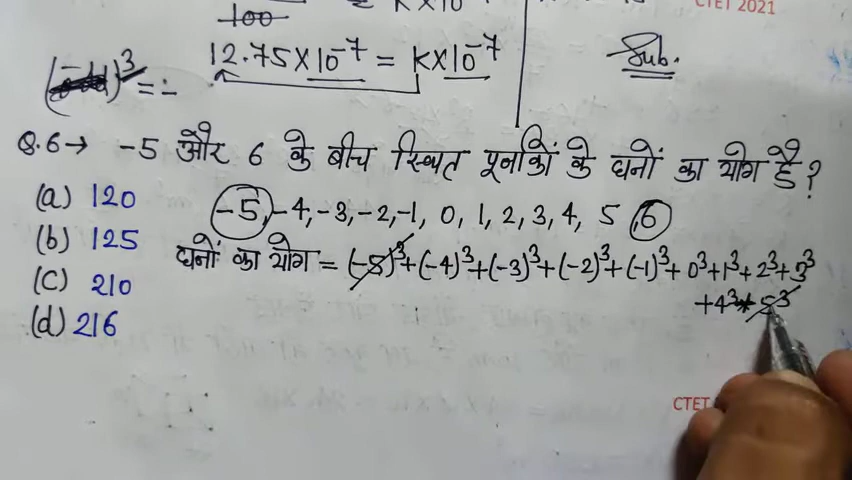 100
K×10
CTET 2021
12.75×10⁻⁷ = K×10⁻⁷
Sub.
)³ = :-
Q.6→ -5 और 6 के बीच स्थित पूर्नाकों के घनों का योग है?
(a) 120
-5, -4, -3, -2, -1, 0, 1, 2, 3, 4, 5, 6
(b) 125
घनों का योग = (-5)³+(-4)³+(-3)³+(-2)³+(-1)³+0³+1³+2³+3³
+4³+5³
(c) 210
(d) 216
CTET